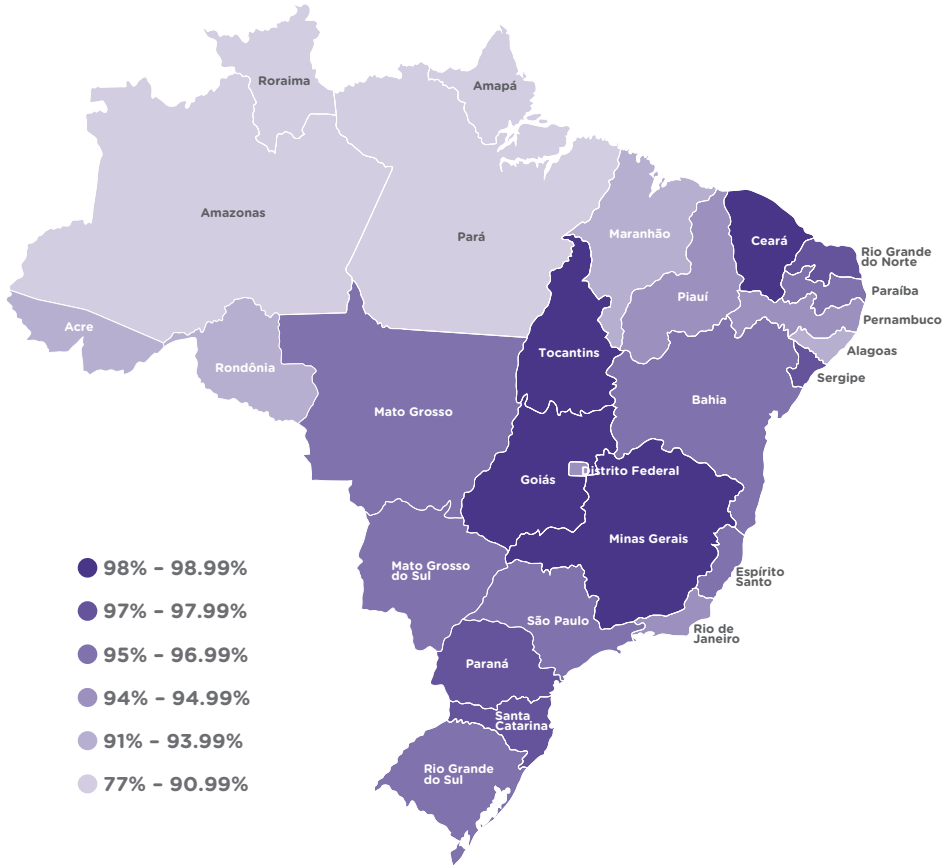 Roraima
Amapá
Amazonas
Pará
Maranhão
Ceará
Rio Grande
do Norte
Paraíba
Piauí
Pernambuco
Acre
Alagoas
Tocantins
Rondônia
Sergipe
Bahia
Mato Grosso
Distrito Federal
Goiás
Minas Gerais
Mato Grosso
do Sul
Espírito
Santo
São Paulo
Rio de
Janeiro
Paraná
Santa
Catarina
Rio Grande
do Sul
98% – 98.99%
97% – 97.99%
95% – 96.99%
94% – 94.99%
91% – 93.99%
77% – 90.99%